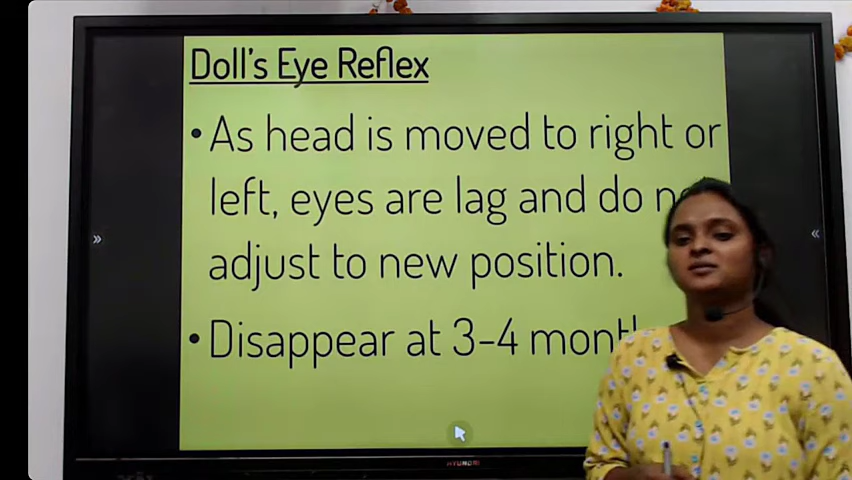 Doll's Eye Reflex
• As head is moved to right or
left, eyes are lag and do
adjust to new position.
• Disappear at 3-4
HYUNDAI